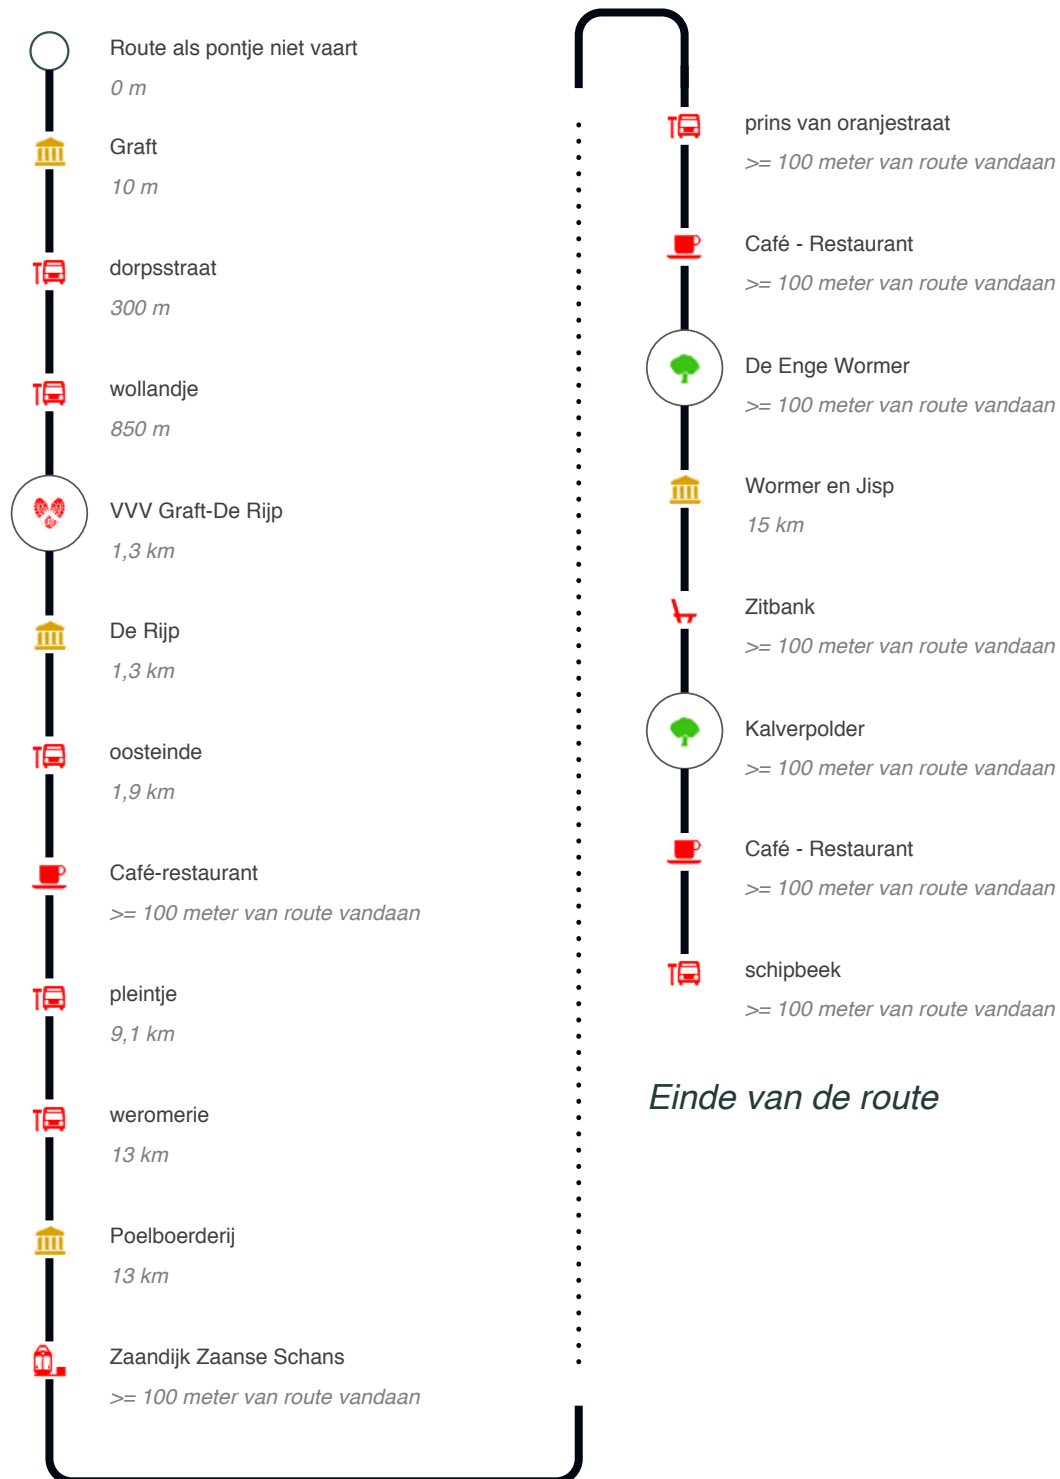 Route als pontje niet vaart
0 m
Graft
10 m
dorpsstraat
300 m
wollandje
850 m
VVV Graft-De Rijp
1,3 km
De Rijp
1,3 km
oosteinde
1,9 km
Café-restaurant
>= 100 meter van route vandaan
pleintje
9,1 km
weromerie
13 km
Poelboerderij
13 km
Zaandijk Zaanse Schans
>= 100 meter van route vandaan
prins van oranjestraat
>= 100 meter van route vandaan
Café - Restaurant
>= 100 meter van route vandaan
De Enge Wormer
>= 100 meter van route vandaan
Wormer en Jisp
15 km
Zitbank
>= 100 meter van route vandaan
Kalverpolder
>= 100 meter van route vandaan
Café - Restaurant
>= 100 meter van route vandaan
schipbeek
>= 100 meter van route vandaan
Einde van de route